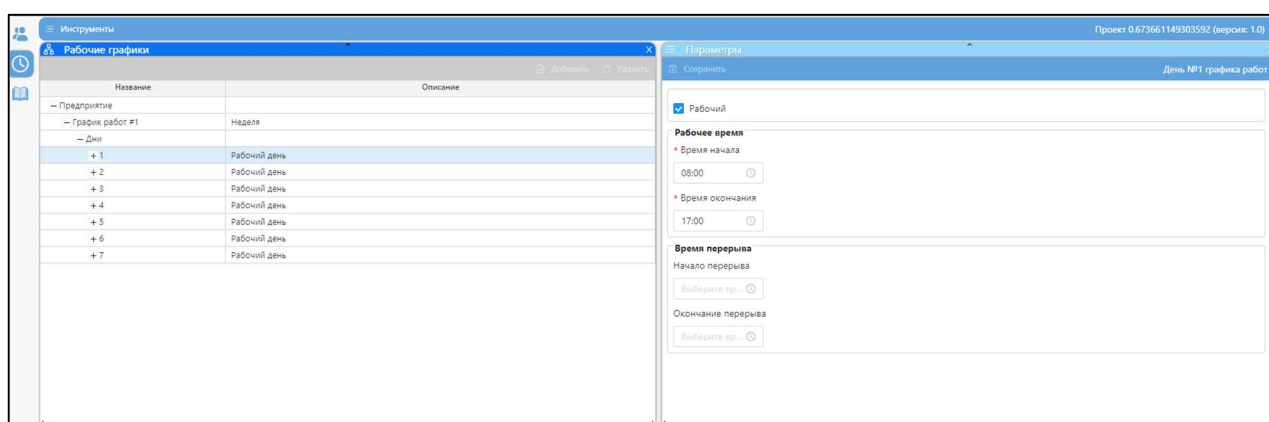 Инструменты
Проект 0.673661149303592 (версия: 1.0)
Рабочие графики
X
Параметры
Добавить Удалить
Сохранить
День №1 графика работ
Название Описание
— Предприятие
— График работ #1 Неделя
— Дни
+ 1 Рабочий день
+ 2 Рабочий день
+ 3 Рабочий день
+ 4 Рабочий день
+ 5 Рабочий день
+ 6 Рабочий день
+ 7 Рабочий день
Рабочий
Рабочее время
* Время начала
08:00
* Время окончания
17:00
Время перерыва
Начало перерыва
Выберите вр...
Окончание перерыва
Выберите вр...